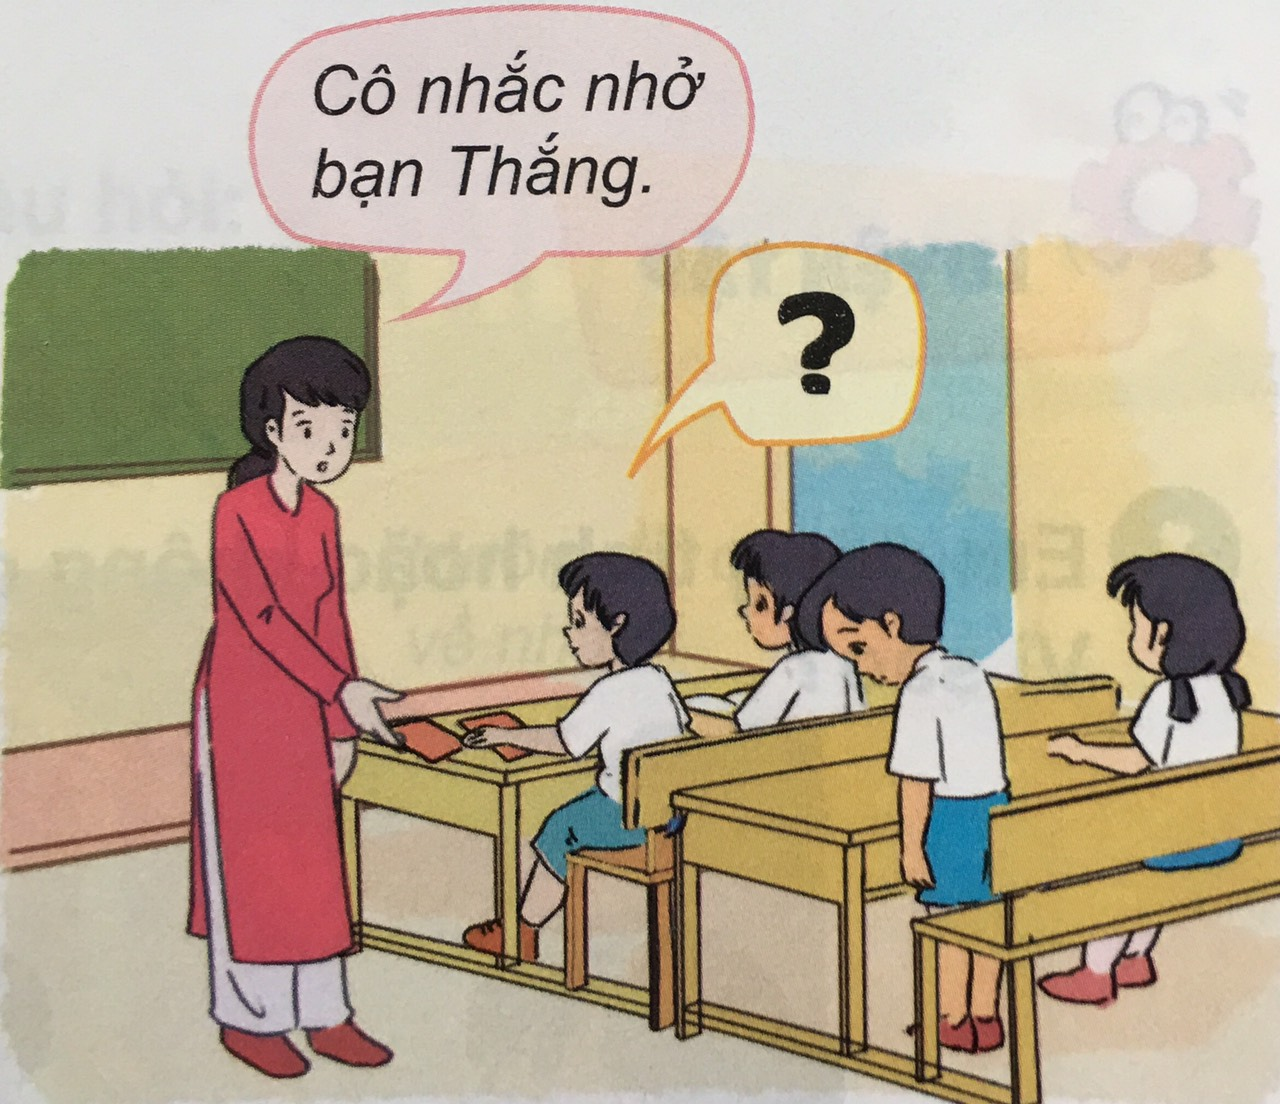 Cô nhắc nhở
bạn Thắng.
?